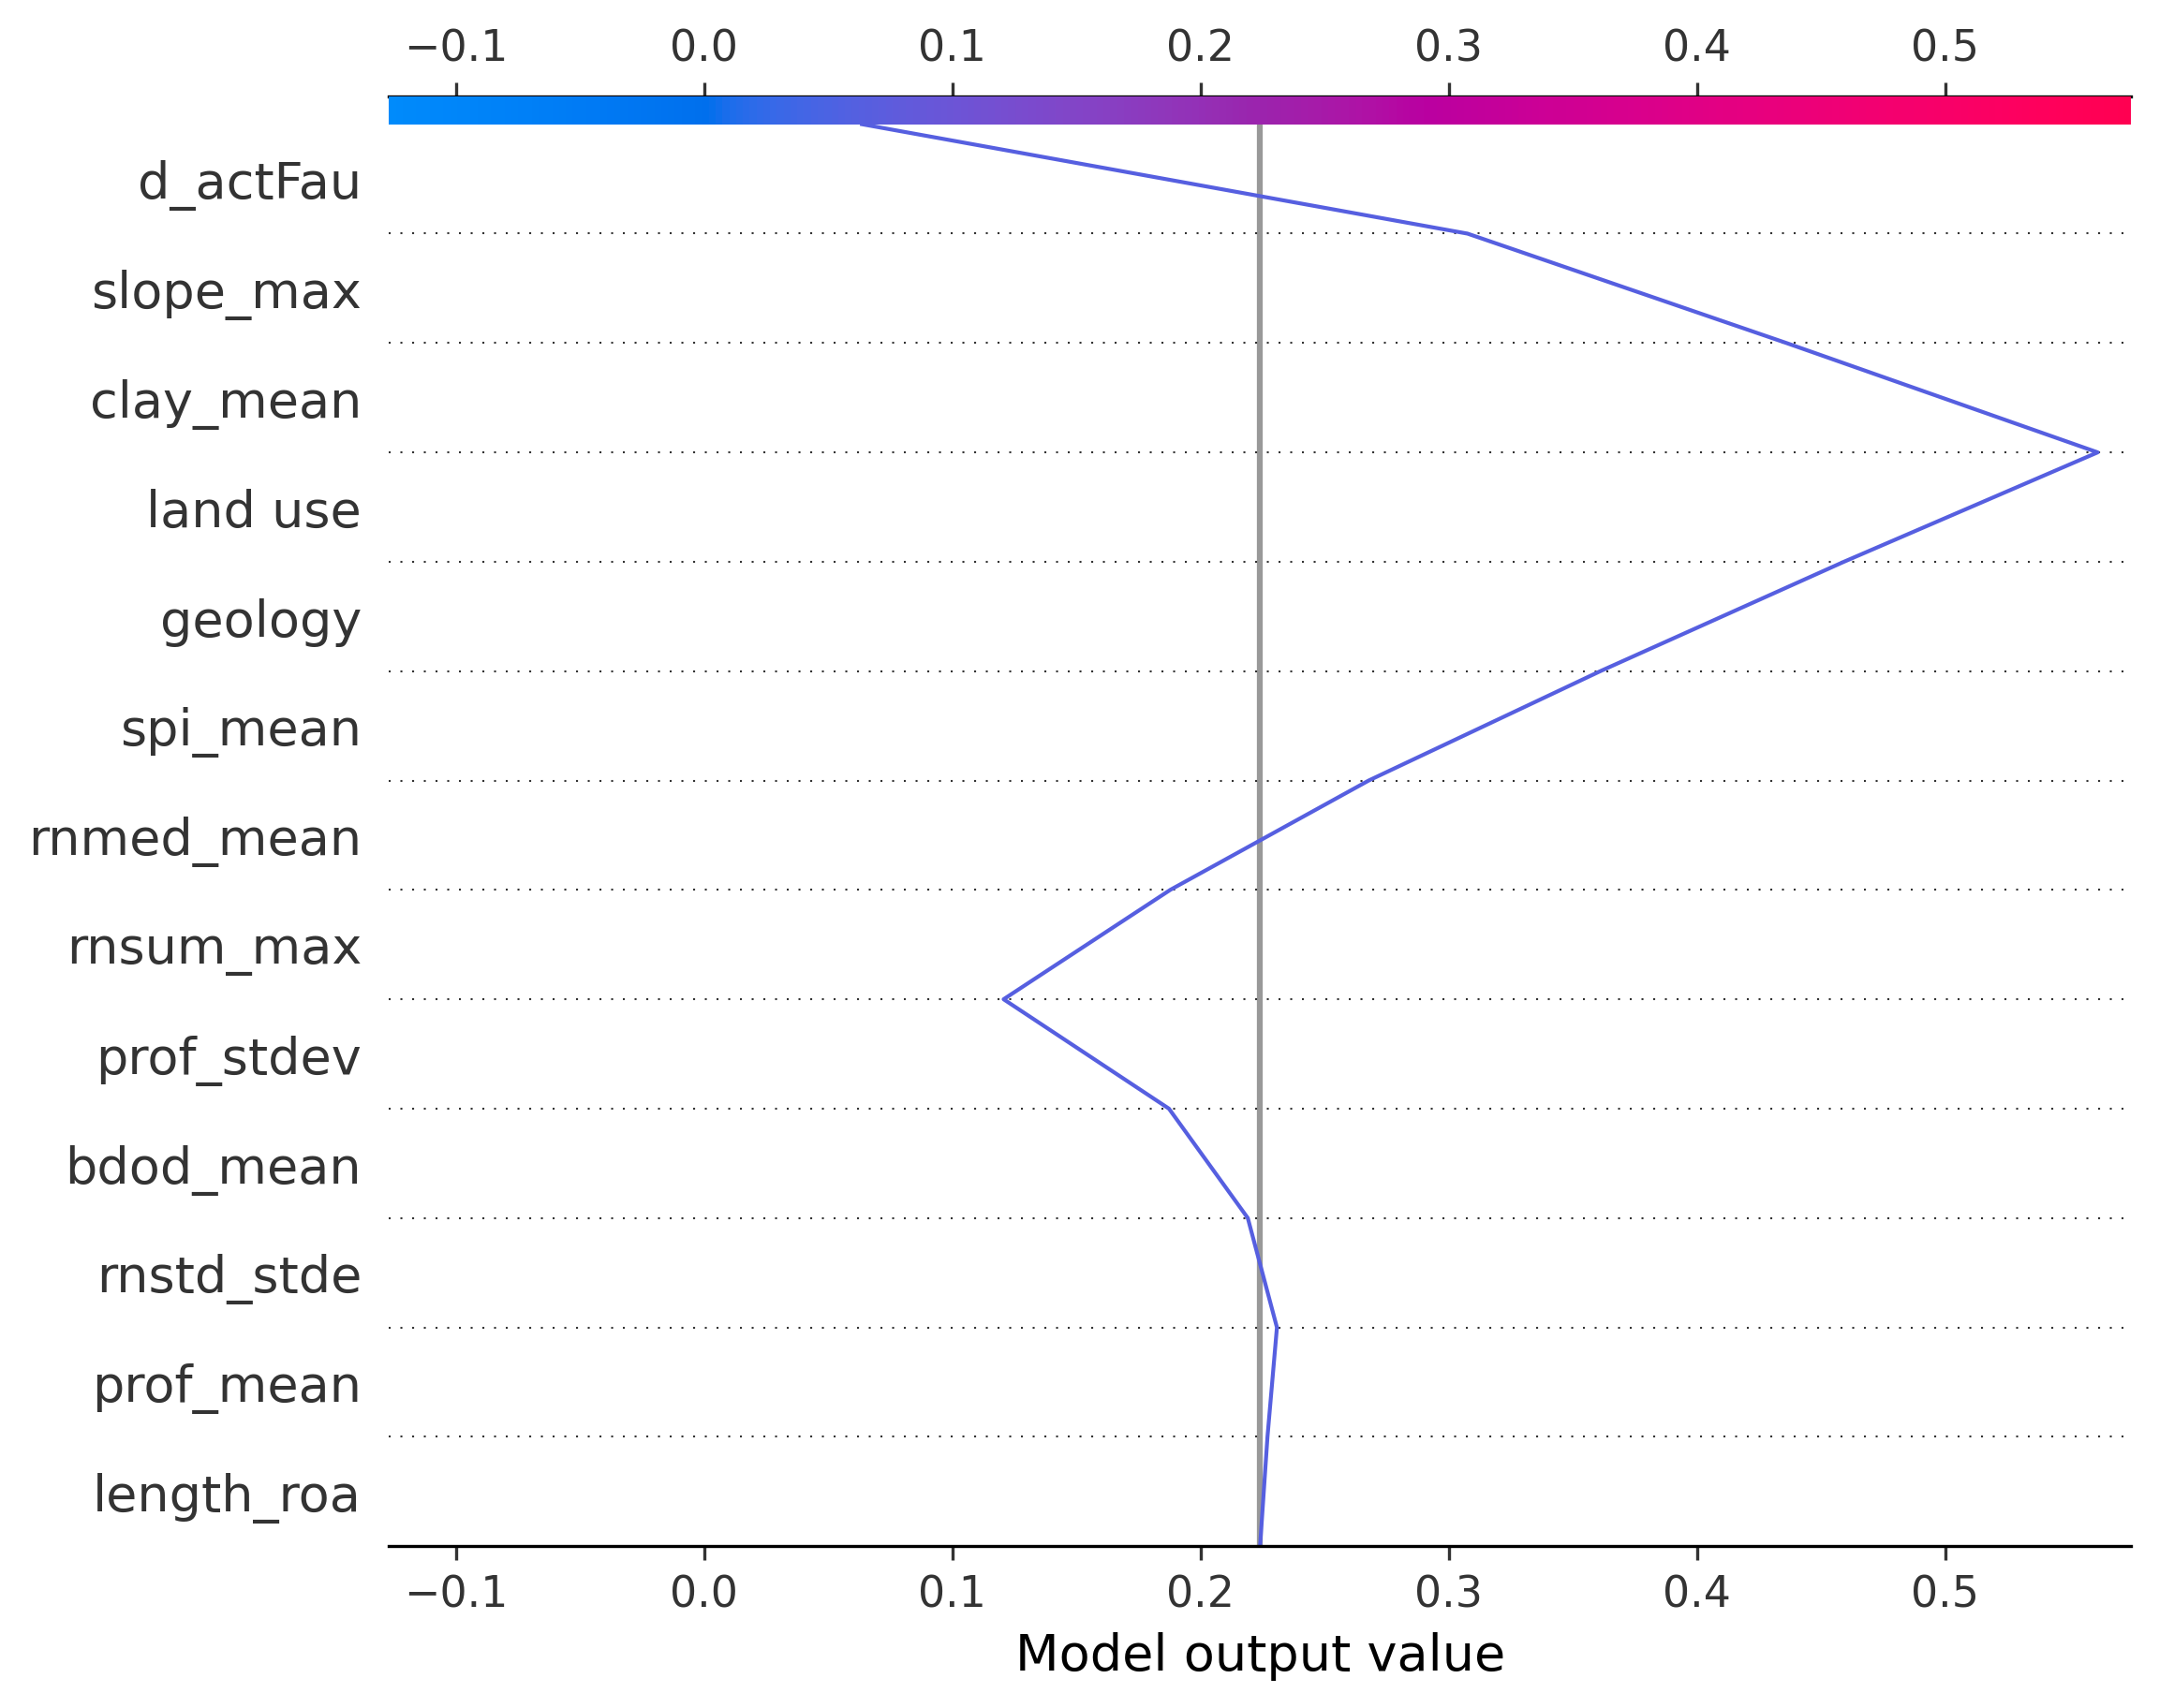 −0.1 0.0 0.1 0.2 0.3 0.4 0.5
d_actFau
slope_max
clay_mean
land use
geology
spi_mean
rnmed_mean
rnsum_max
prof_stdev
bdod_mean
rnstd_stde
prof_mean
length_roa
−0.1 0.0 0.1 0.2 0.3 0.4 0.5
Model output value